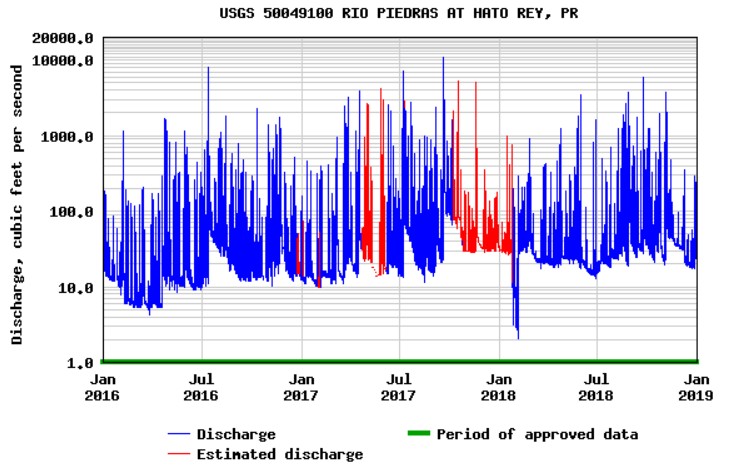 USGS 50049100 RIO PIEDRAS AT HATO REY, PR
Discharge, cubic feet per second
20000.0
10000.0
1000.0
100.0
10.0
1.0
Jan 2016
Jul 2016
Jan 2017
Jul 2017
Jan 2018
Jul 2018
Jan 2019
Discharge
Estimated discharge
Period of approved data